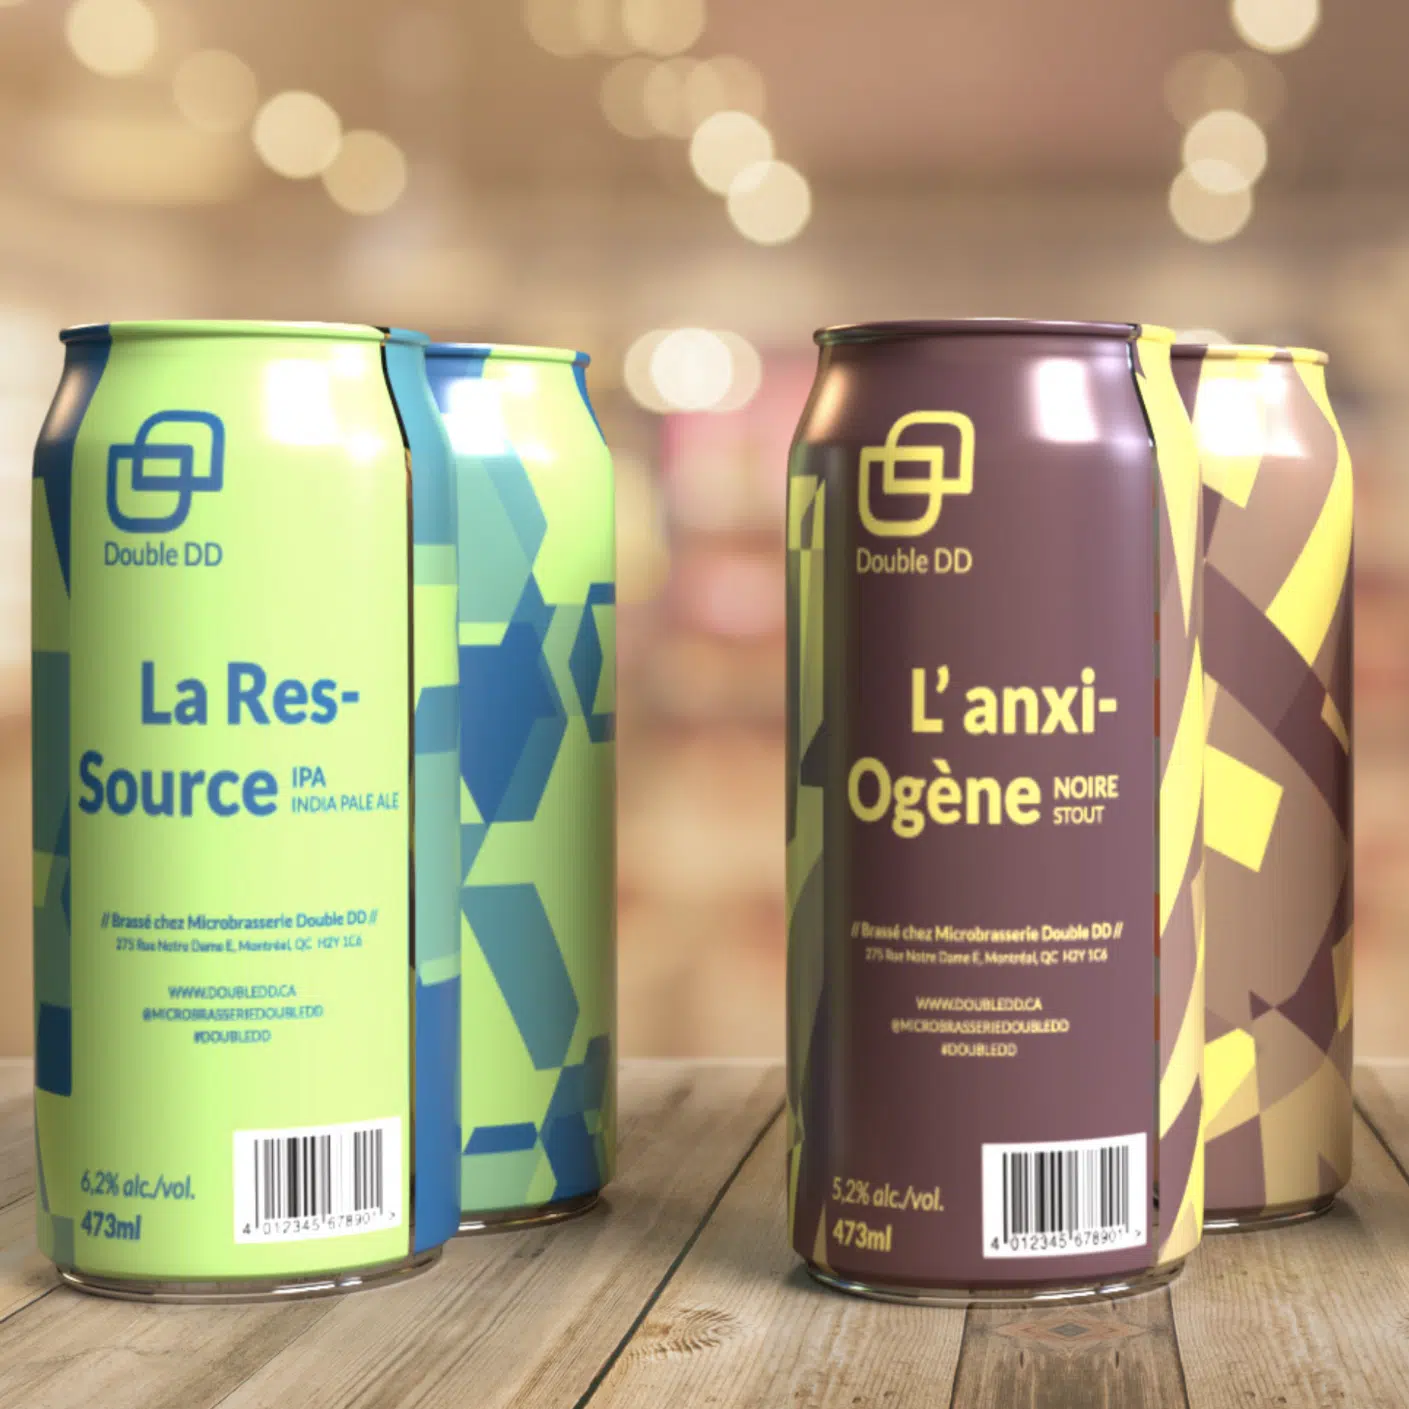 Double DD
La Res-
Source IPA
INDIA PALE ALE
// Brassé chez Microbrasserie Double DD //
275 Rue Notre Dame E, Montréal, QC H2Y 1C6
WWW.DOUBLEDD.CA
@MICROBRASSERIEDOUBLEDD
#DOUBLEDD
6,2% alc./vol.
473ml
4 012345 678901 >
Double DD
L’ anxi-
Ogène NOIRE
STOUT
// Brassé chez Microbrasserie Double DD //
275 Rue Notre Dame E, Montréal, QC H2Y 1C6
WWW.DOUBLEDD.CA
@MICROBRASSERIEDOUBLEDD
#DOUBLEDD
5,2% alc./vol.
473ml
4 012345 678901 >